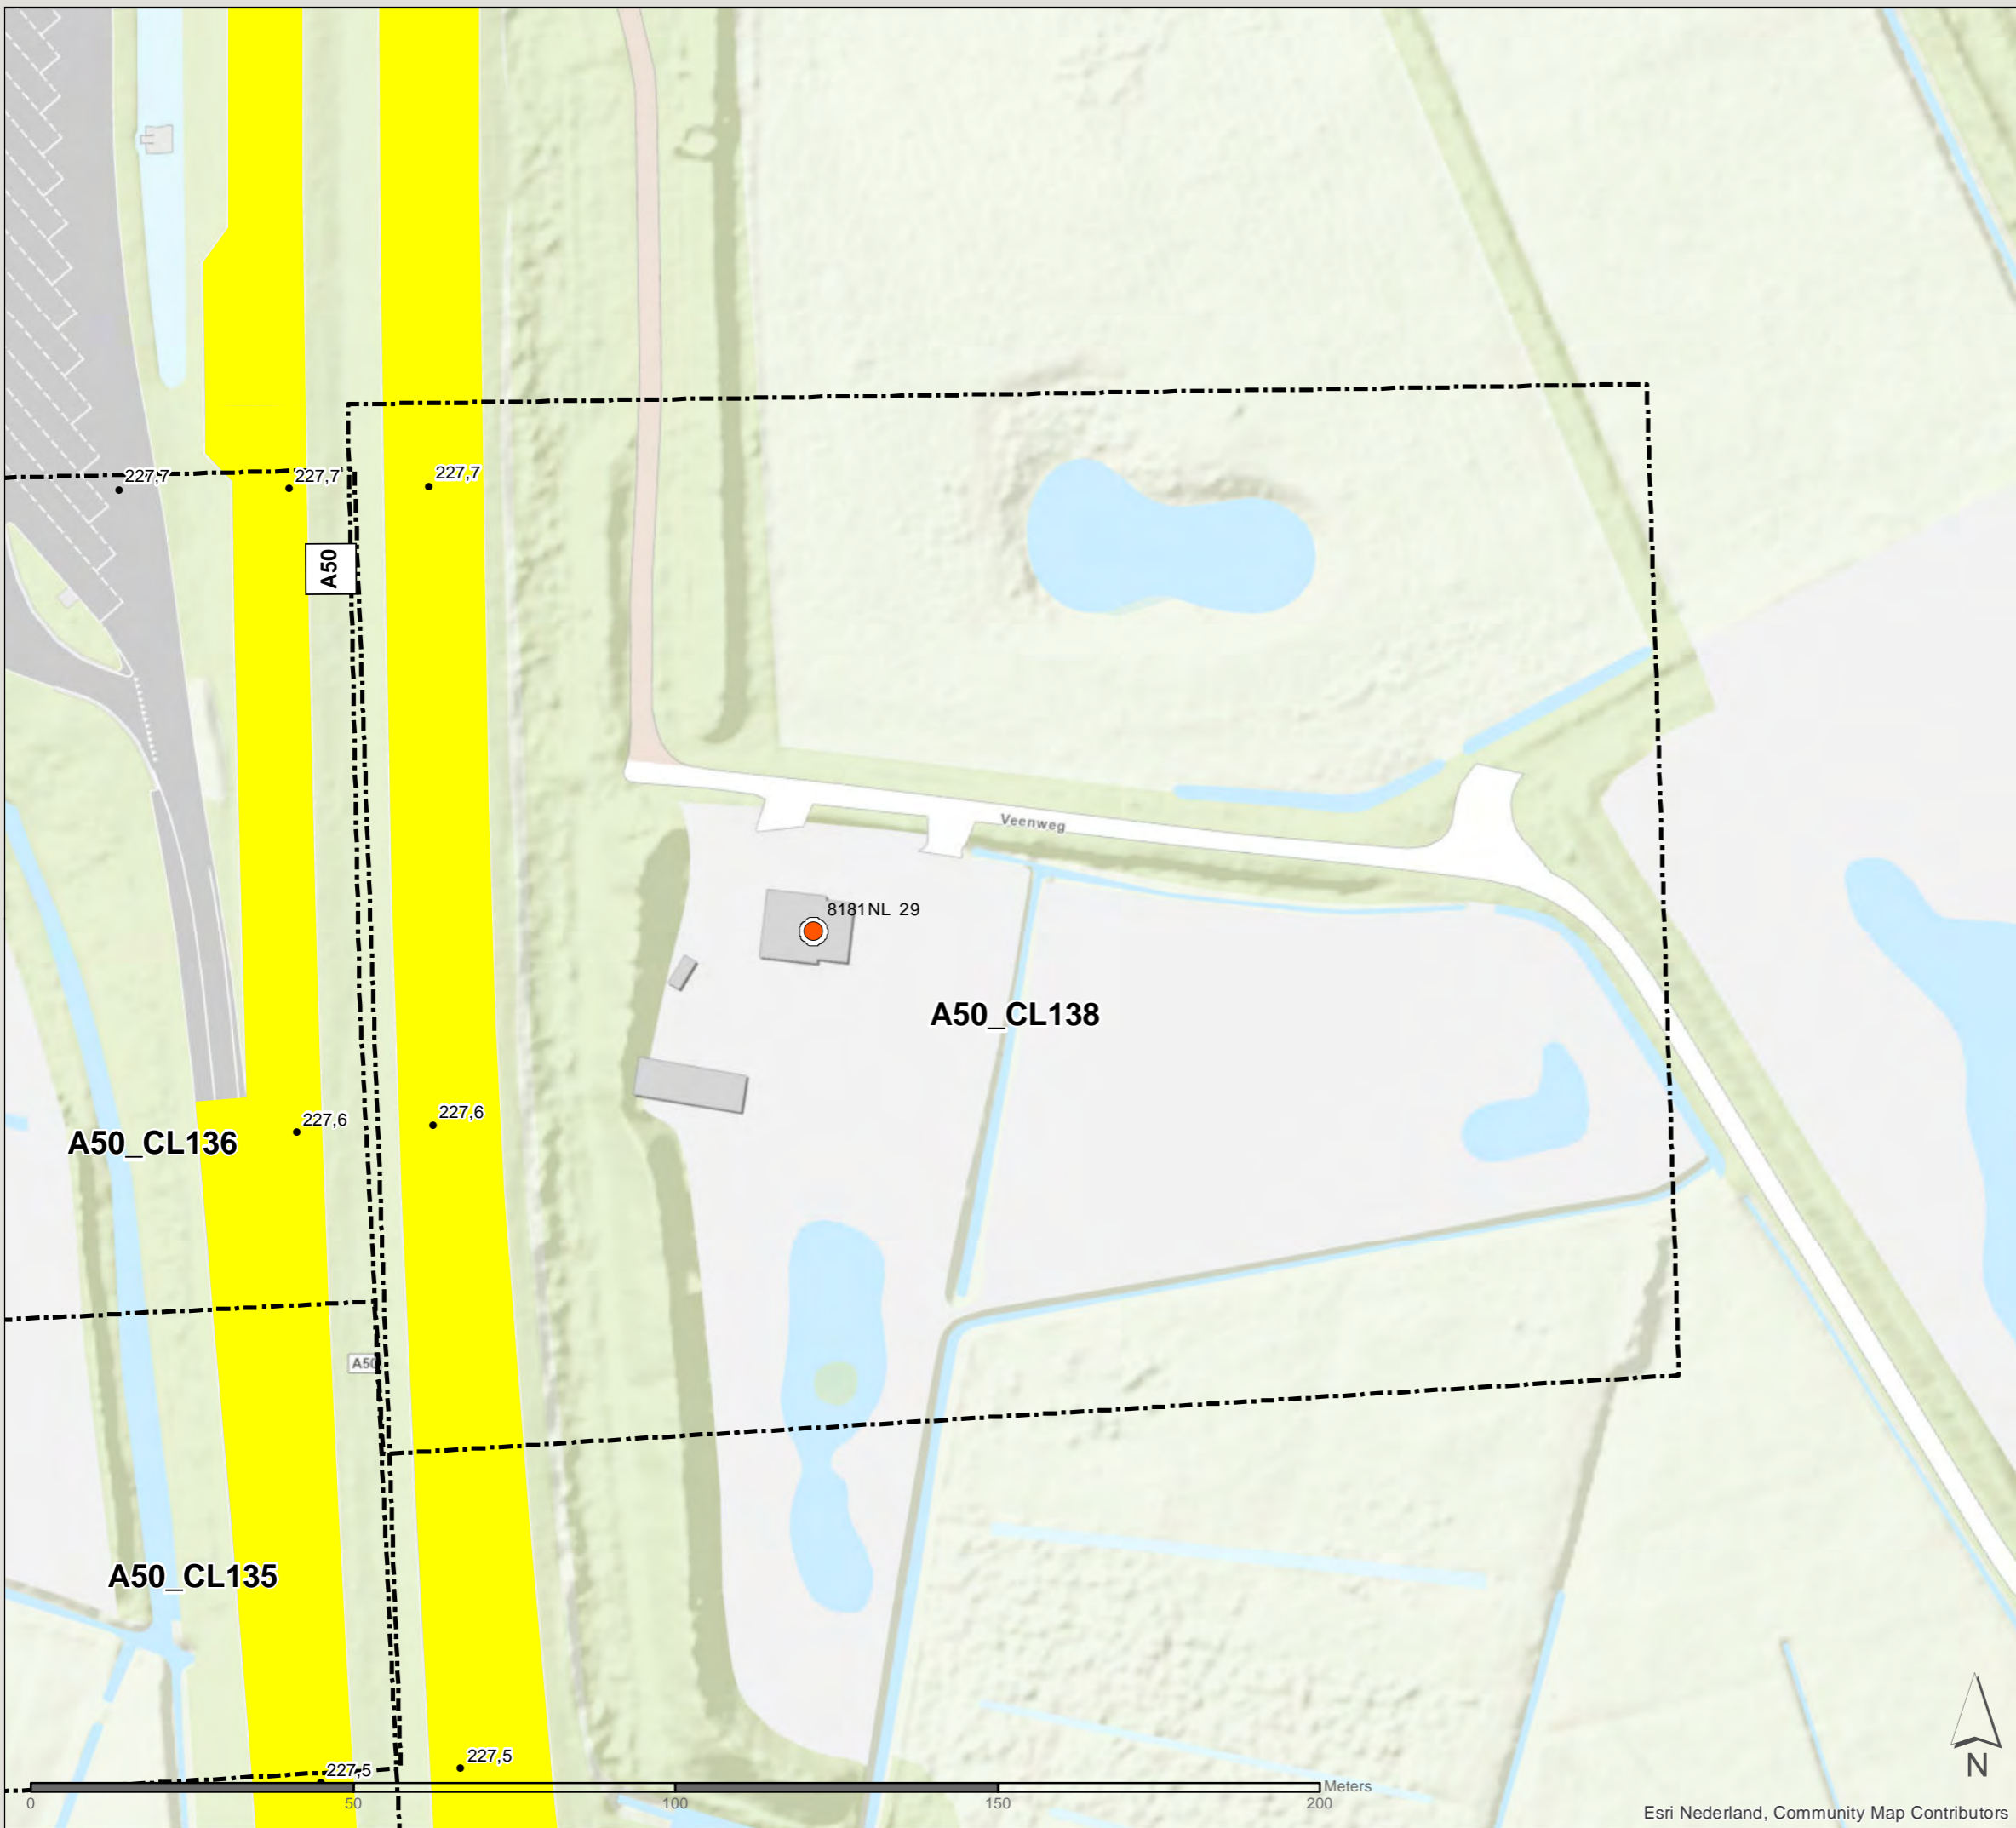 227,7
227,7
227,7
A50
Veenweg
8181NL 29
A50_CL138
227,6
227,6
A50_CL136
A50
A50_CL135
227,5
227,5
Meters
0
50
100
150
200
N
Esri Nederland, Community Map Contributors